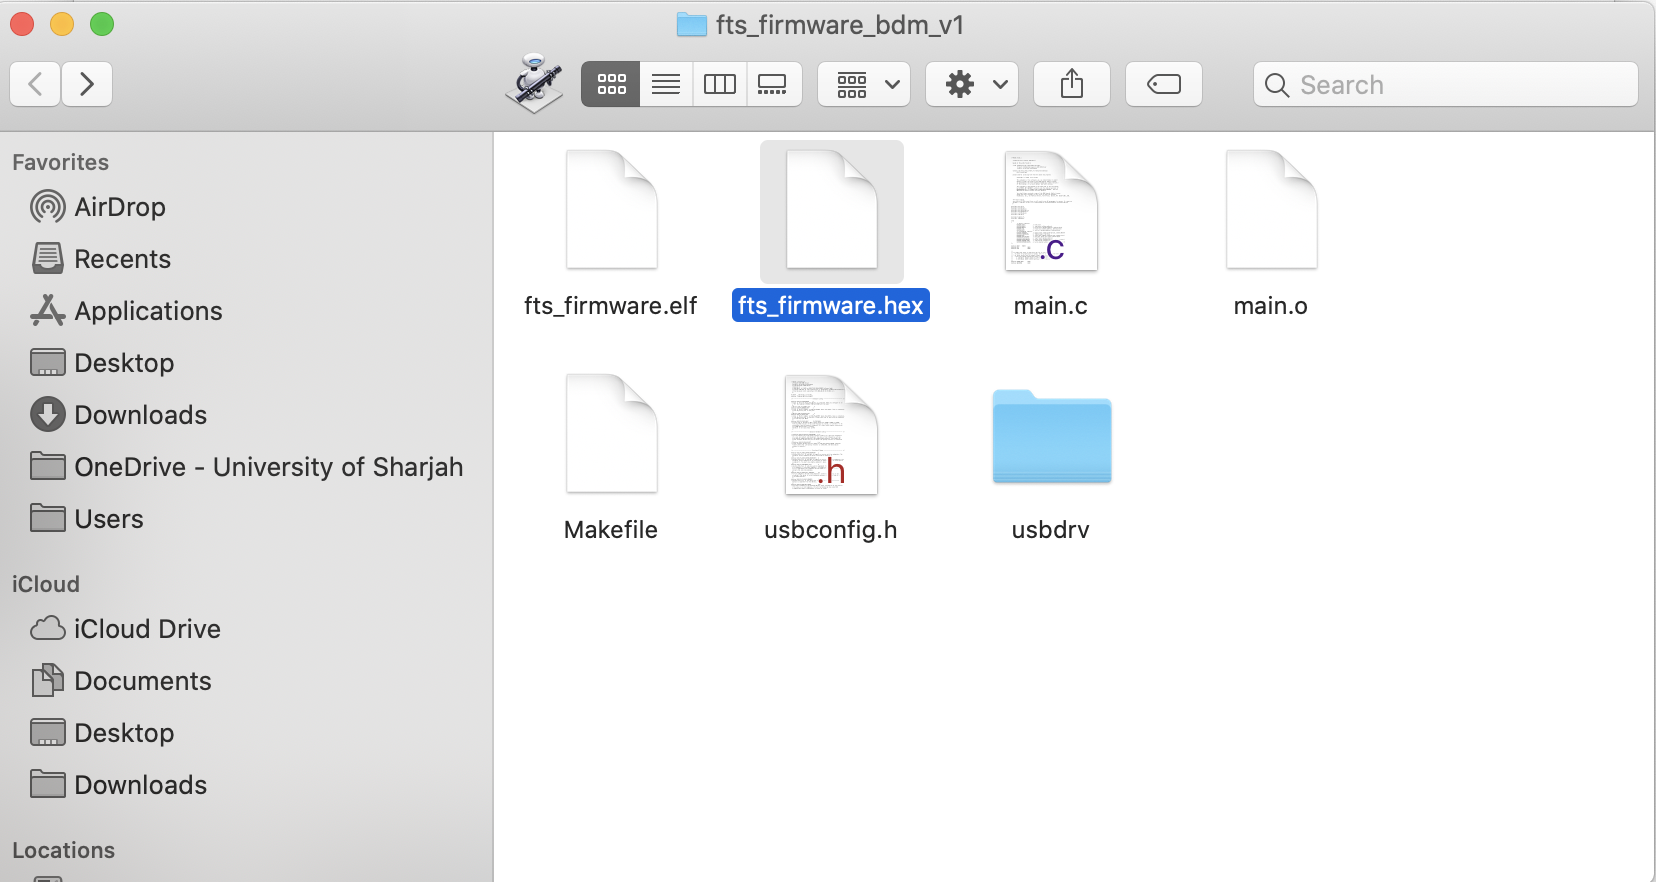 fts_firmware_bdm_v1
Search
Favorites
AirDrop
Recents
Applications
Desktop
Downloads
OneDrive - University of Sharjah
Users
iCloud
iCloud Drive
Documents
Desktop
Downloads
Locations
fts_firmware.elf
fts_firmware.hex
.c
main.c
main.o
Makefile
.h
usbconfig.h
usbdrv